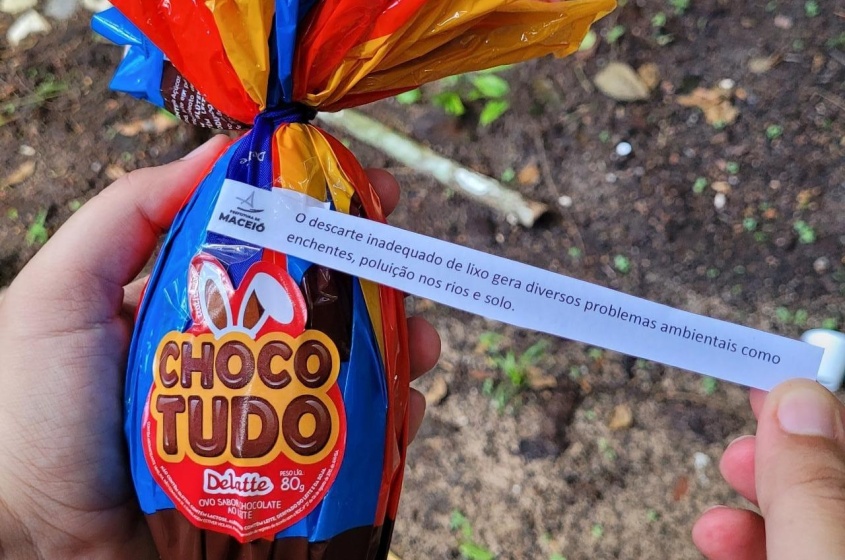 PREFEITURA DE
MACEIÓ
O descarte inadequado de lixo gera diversos problemas ambientais como
enchentes, poluição nos rios e solo.
CHOCO
TUDO
Delatte
PESO LÍQ.
80g
OVO SABOR CHOCOLATE
AO LEITE